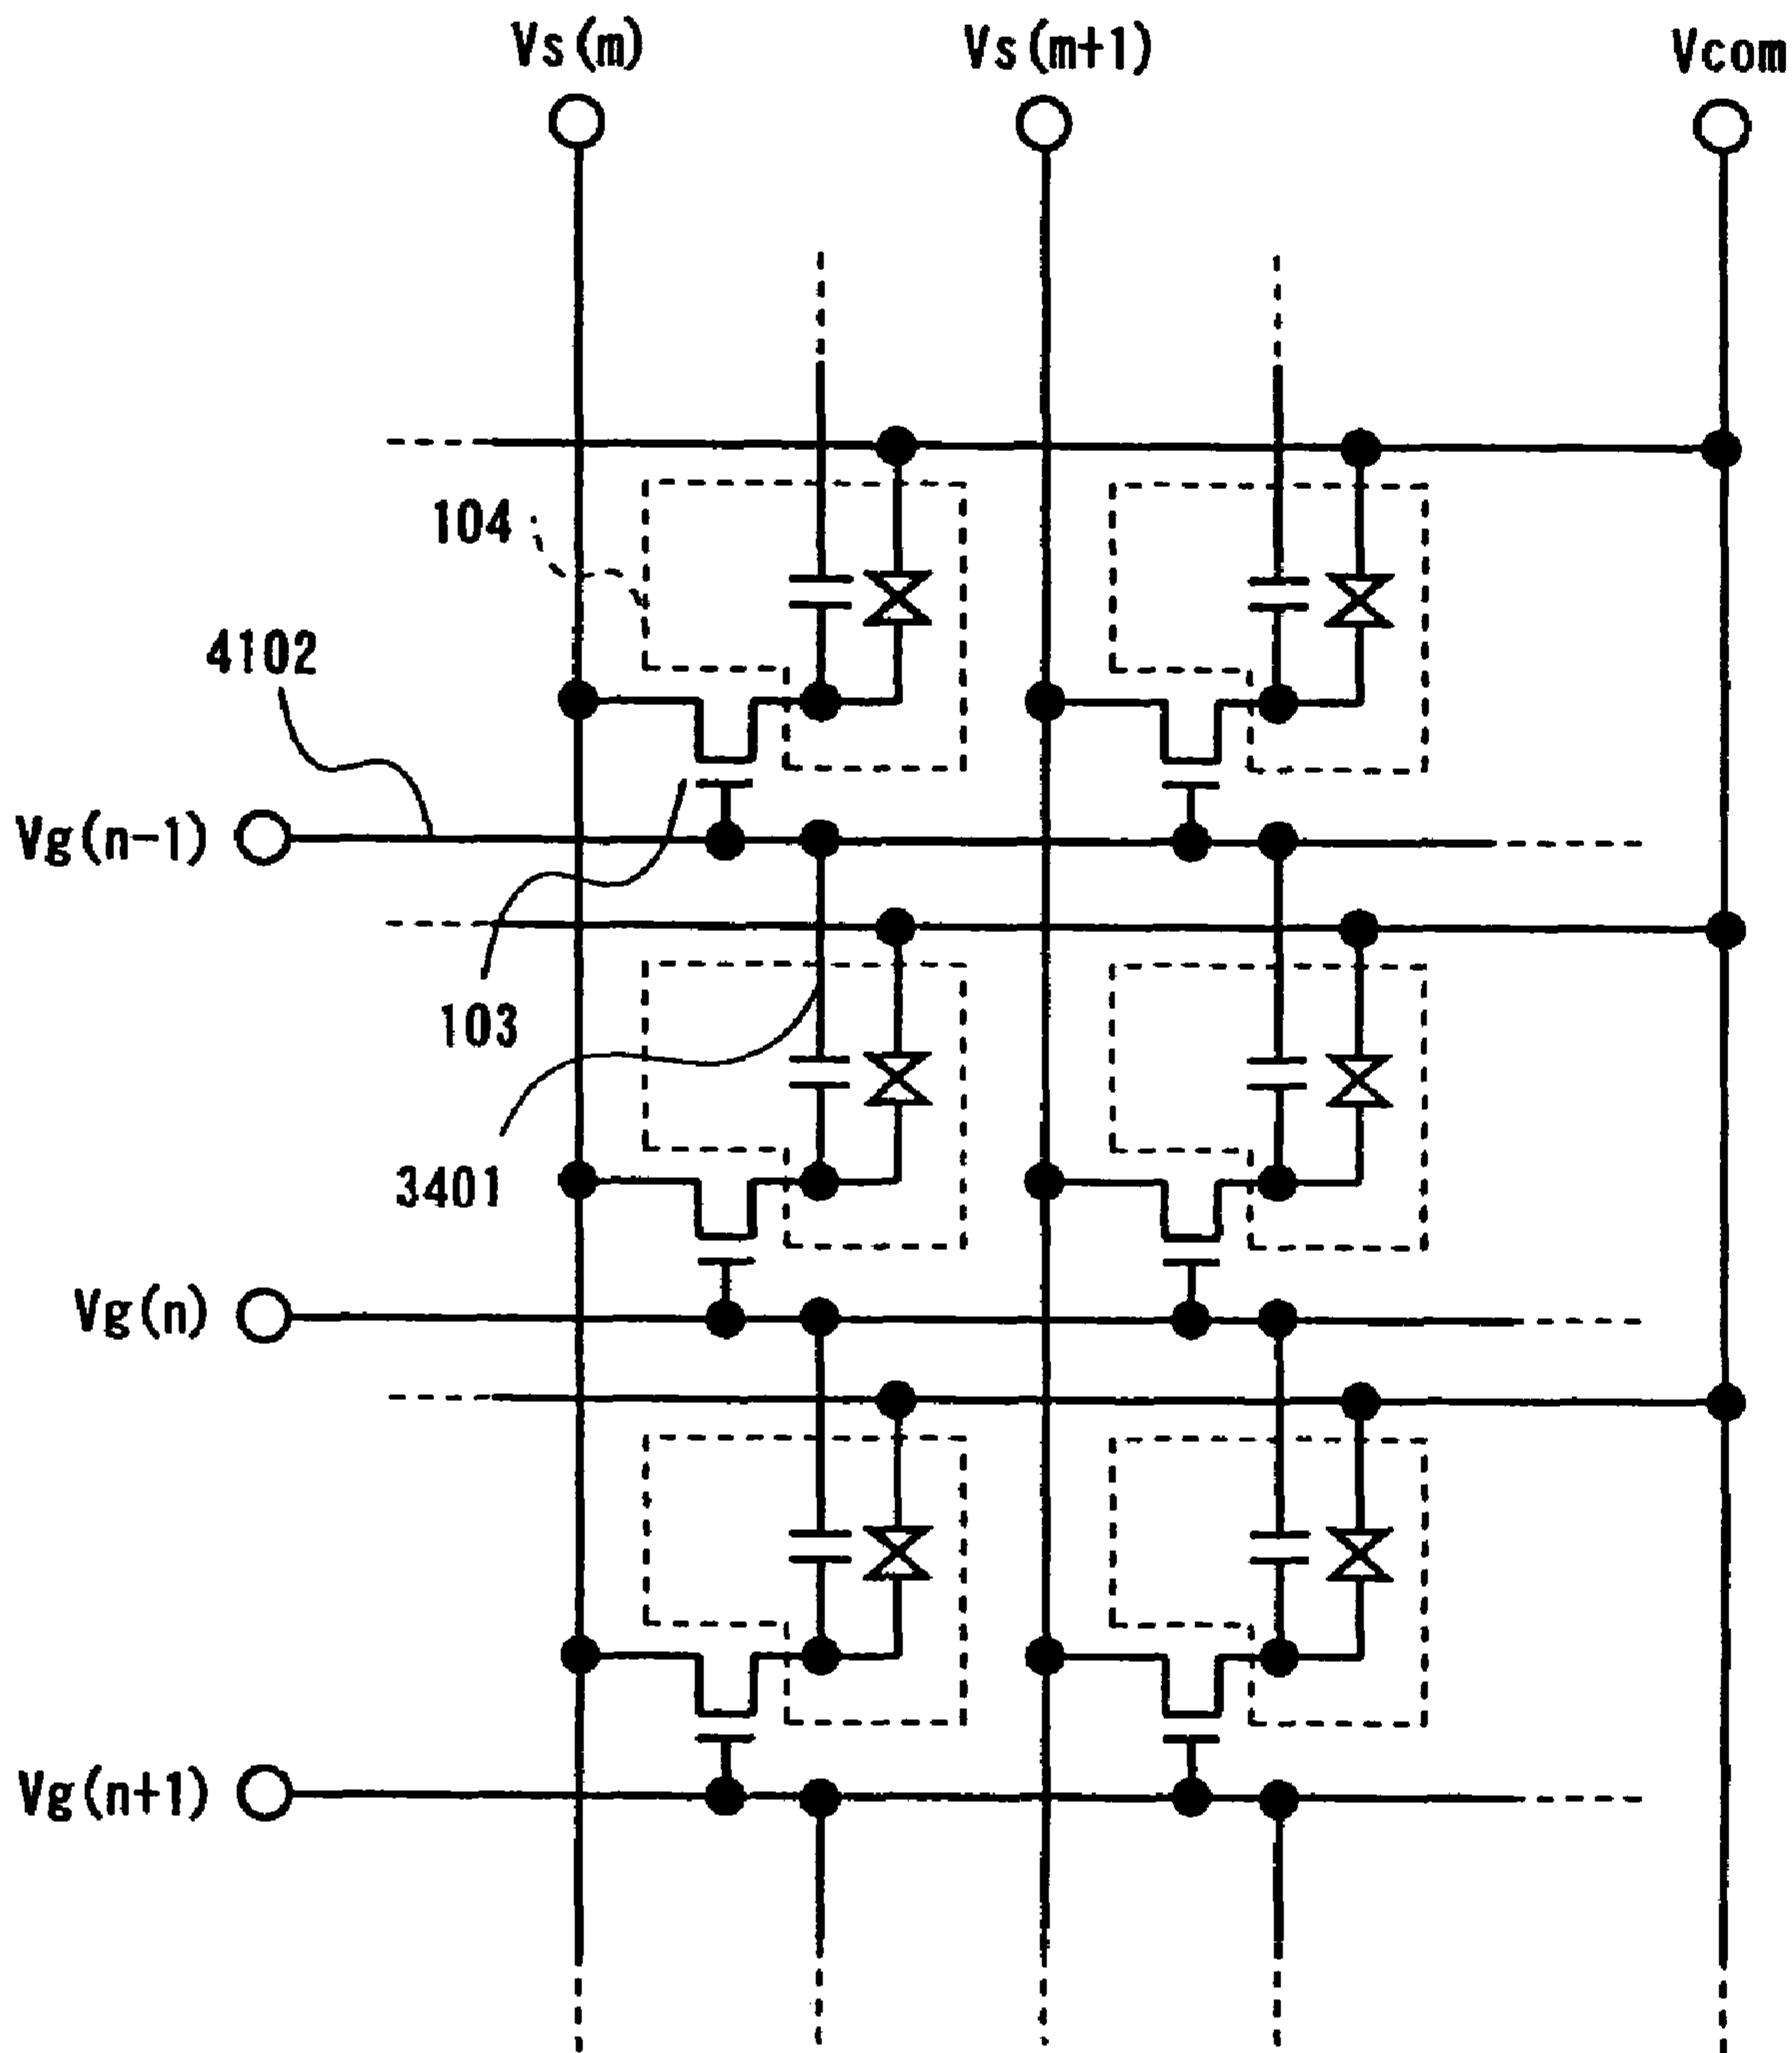 Vs(m)
Vs(m+1)
Vcom
104
4102
Vg(n-1)
103
3401
Vg(n)
Vg(n+1)